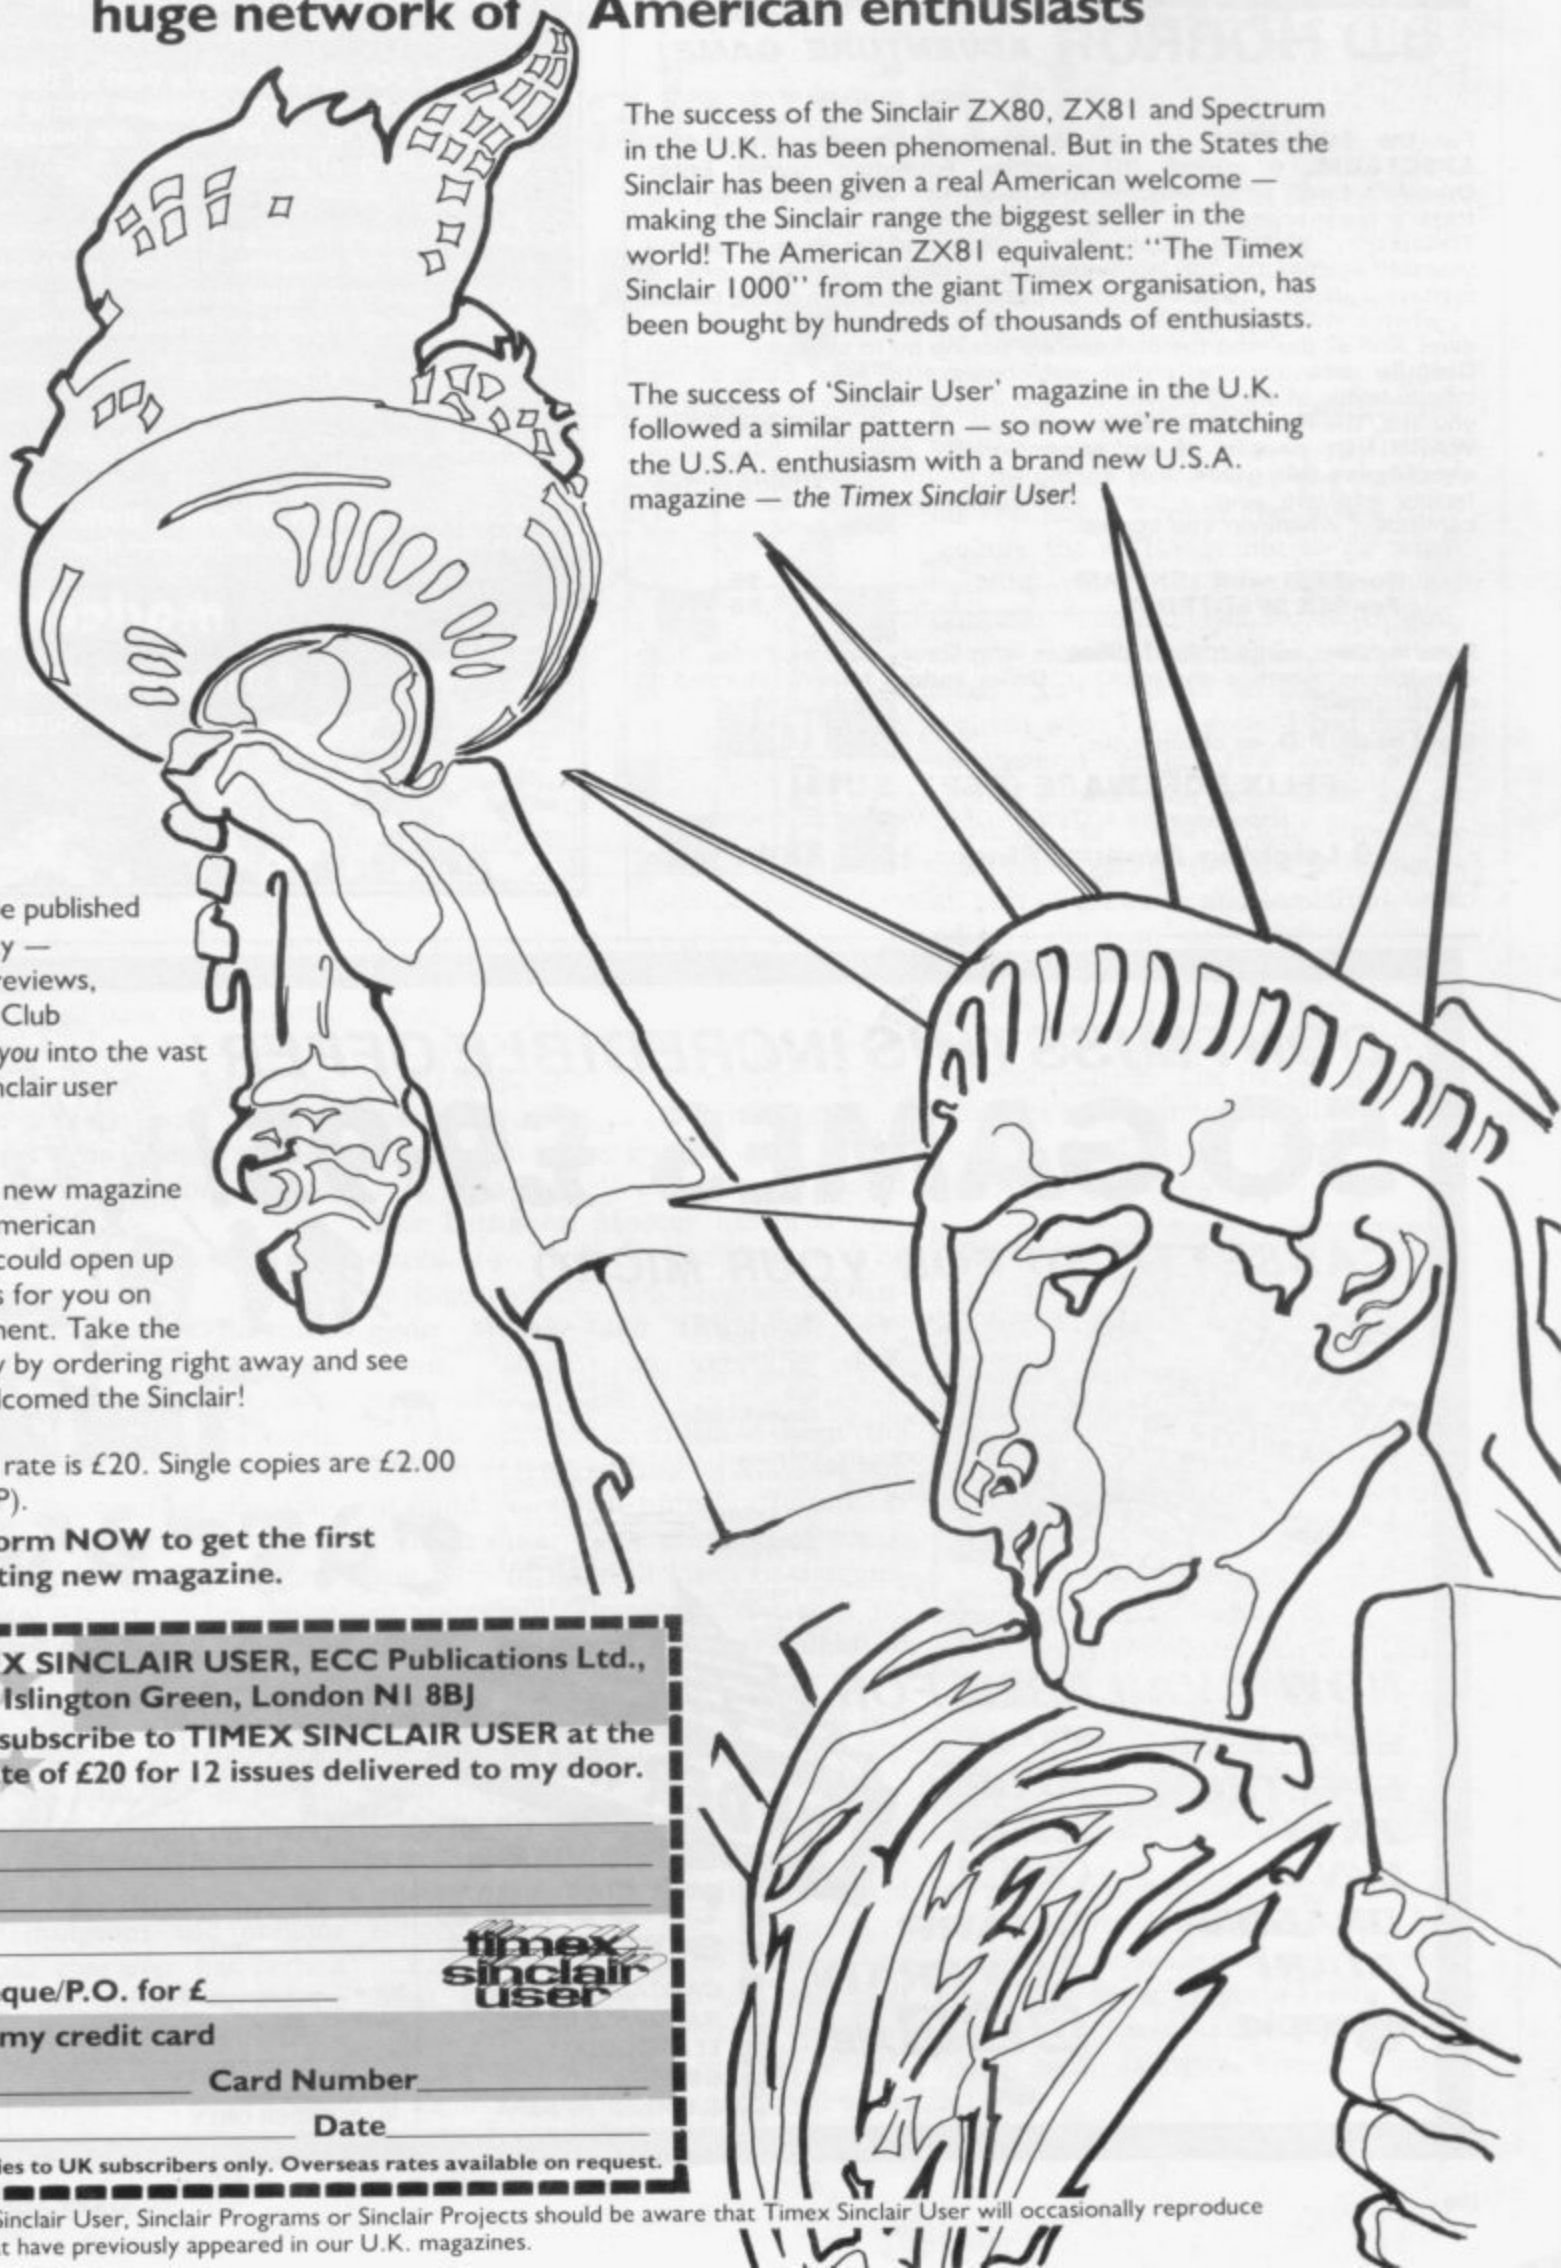 huge network of American enthusiasts
The success of the Sinclair ZX80, ZX81 and Spectrum
in the U.K. has been phenomenal. But in the States the
Sinclair has been given a real American welcome —
making the Sinclair range the biggest seller in the
world! The American ZX81 equivalent: "The Timex
Sinclair 1000" from the giant Timex organisation, has
been bought by hundreds of thousands of enthusiasts.
The success of 'Sinclair User' magazine in the U.K.
followed a similar pattern — so now we're matching
the U.S.A. enthusiasm with a brand new U.S.A.
magazine — the Timex Sinclair User!
e published
y —
reviews,
Club
you into the vast
nclair user
new magazine
merican
could open up
s for you on
ment. Take the
y by ordering right away and see
lcomed the Sinclair!
rate is £20. Single copies are £2.00
P).
orm NOW to get the first
ting new magazine.
X SINCLAIR USER, ECC Publications Ltd.,
Islington Green, London N1 8BJ
subscribe to TIMEX SINCLAIR USER at the
te of £20 for 12 issues delivered to my door.
timex
sinclair
user
que/P.O. for £
my credit card
Card Number
Date
ies to UK subscribers only. Overseas rates available on request.
Sinclair User, Sinclair Programs or Sinclair Projects should be aware that Timex Sinclair User will occasionally reproduce
t have previously appeared in our U.K. magazines.